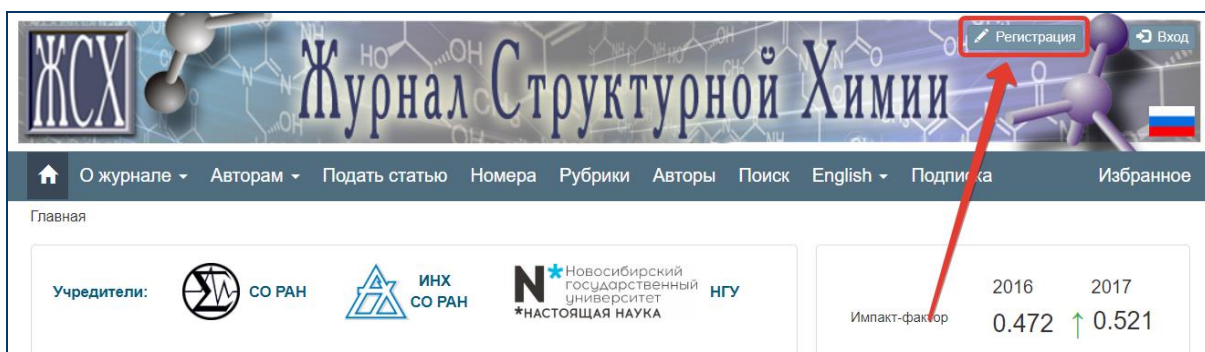 ЖСХ
Журнал Структурной Химии
Регистрация
Вход
О журнале Авторам Подать статью Номера Рубрики Авторы Поиск English Подписка Избранное
Главная
Учредители:
СО РАН
ИНХ
СО РАН
N*
Новосибирский
государственный
университет
*НАСТОЯЩАЯ НАУКА
НГУ
2016 2017
Импакт-фактор 0.472 ↑ 0.521